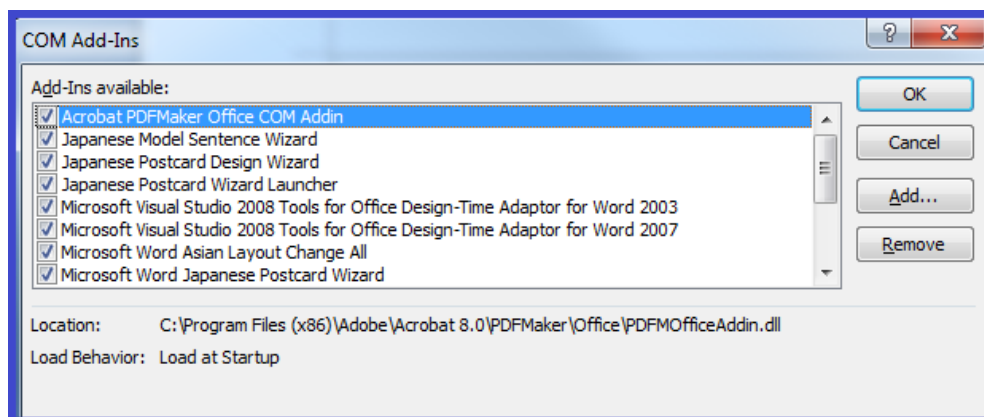 COM Add-Ins
?
X
Add-Ins available:
Acrobat PDFMaker Office COM Addin
Japanese Model Sentence Wizard
Japanese Postcard Design Wizard
Japanese Postcard Wizard Launcher
Microsoft Visual Studio 2008 Tools for Office Design-Time Adaptor for Word 2003
Microsoft Visual Studio 2008 Tools for Office Design-Time Adaptor for Word 2007
Microsoft Word Asian Layout Change All
Microsoft Word Japanese Postcard Wizard
OK
Cancel
Add...
Remove
Location: C:\Program Files (x86)\Adobe\Acrobat 8.0\PDFMaker\Office\PDFMOfficeAddin.dll
Load Behavior: Load at Startup